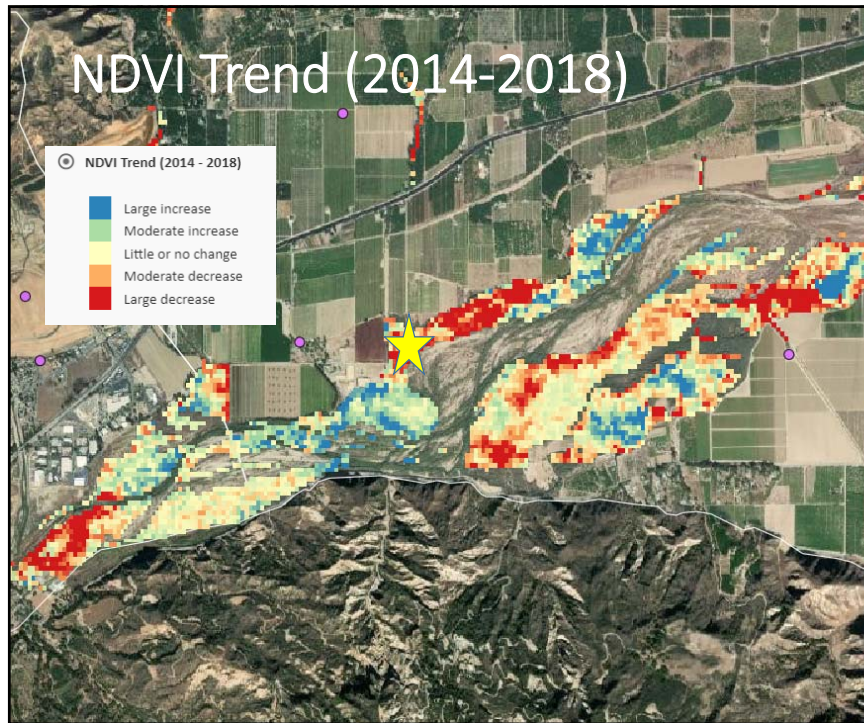 NDVI Trend (2014-2018)
NDVI Trend (2014 - 2018)
Large increase
Moderate increase
Little or no change
Moderate decrease
Large decrease